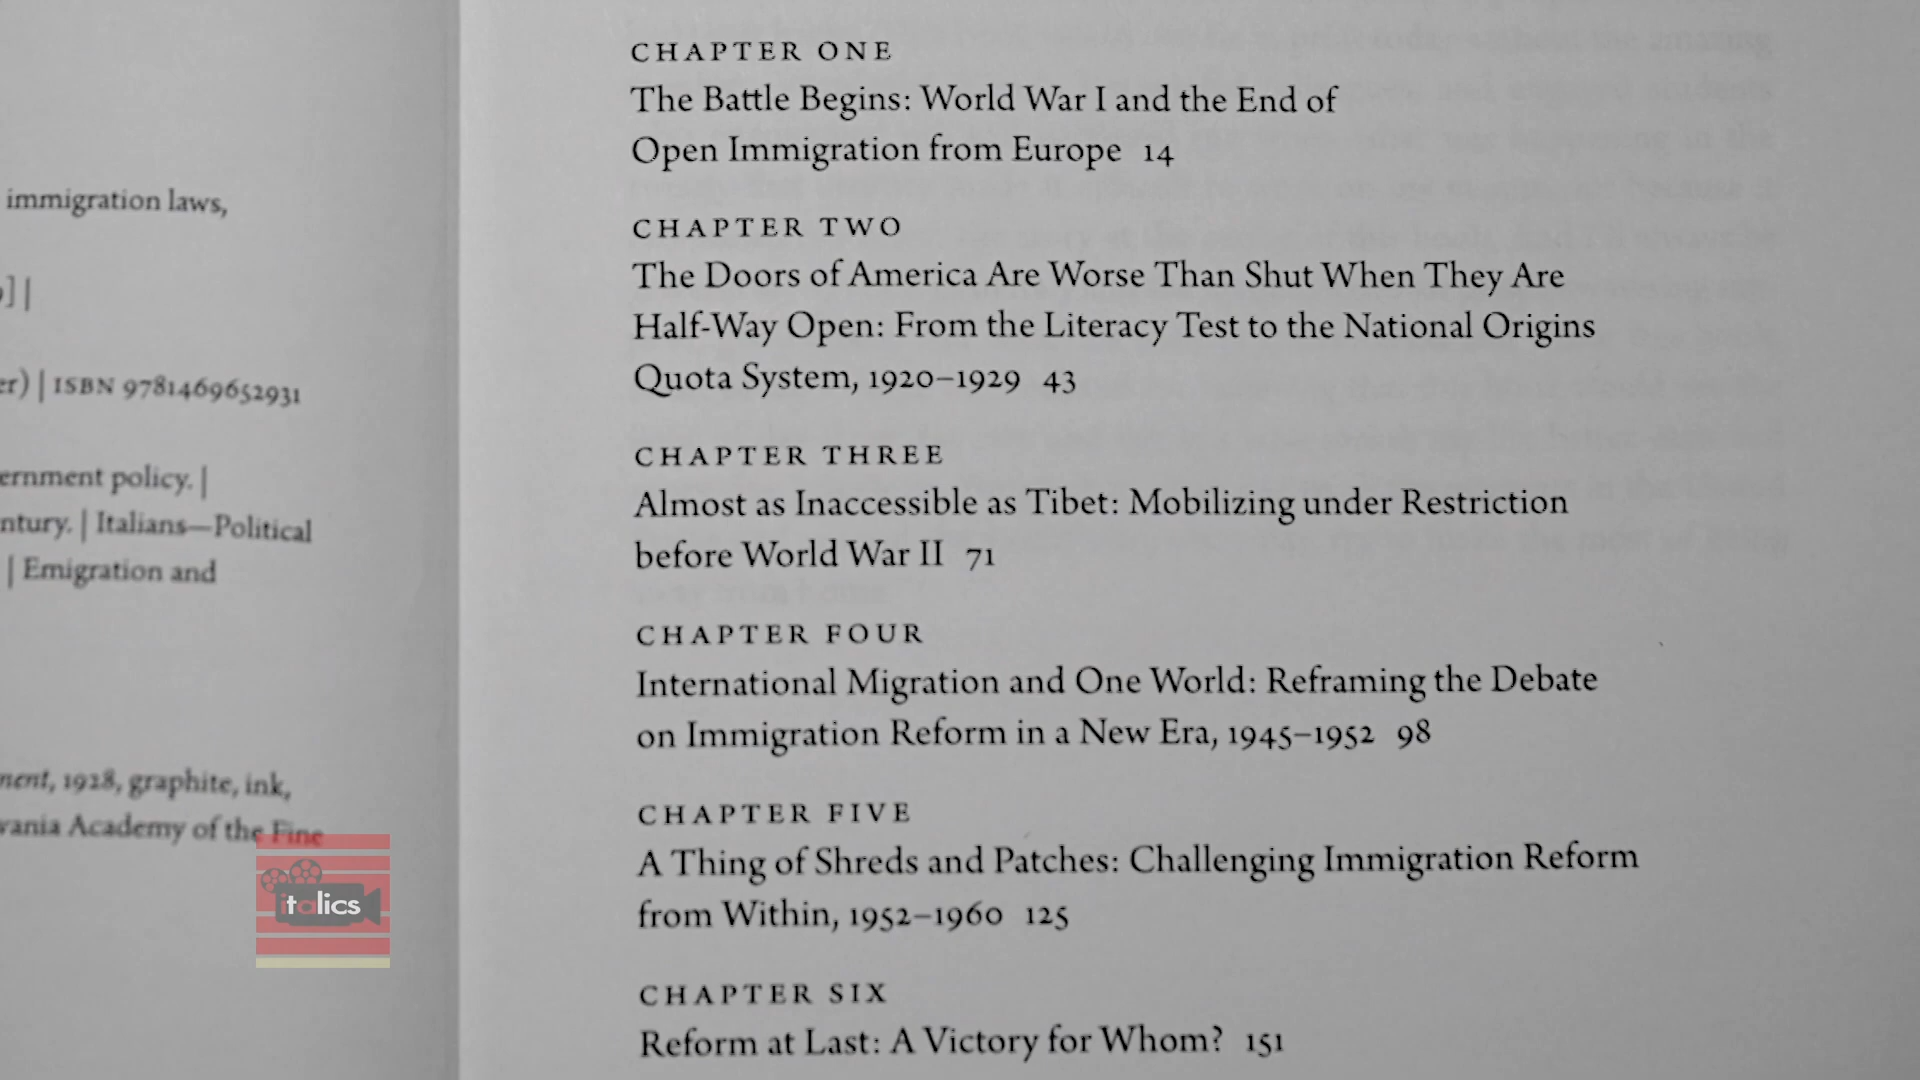 immigration laws,
] |
er) | ISBN 9781469652931
ernment policy. |
ntury. | Italians—Political
| Emigration and
ment, 1928, graphite, ink,
vania Academy of the Fine
italics
CHAPTER ONE
The Battle Begins: World War I and the End of
Open Immigration from Europe 14
CHAPTER TWO
The Doors of America Are Worse Than Shut When They Are
Half-Way Open: From the Literacy Test to the National Origins
Quota System, 1920–1929 43
CHAPTER THREE
Almost as Inaccessible as Tibet: Mobilizing under Restriction
before World War II 71
CHAPTER FOUR
International Migration and One World: Reframing the Debate
on Immigration Reform in a New Era, 1945–1952 98
CHAPTER FIVE
A Thing of Shreds and Patches: Challenging Immigration Reform
from Within, 1952–1960 125
CHAPTER SIX
Reform at Last: A Victory for Whom? 151